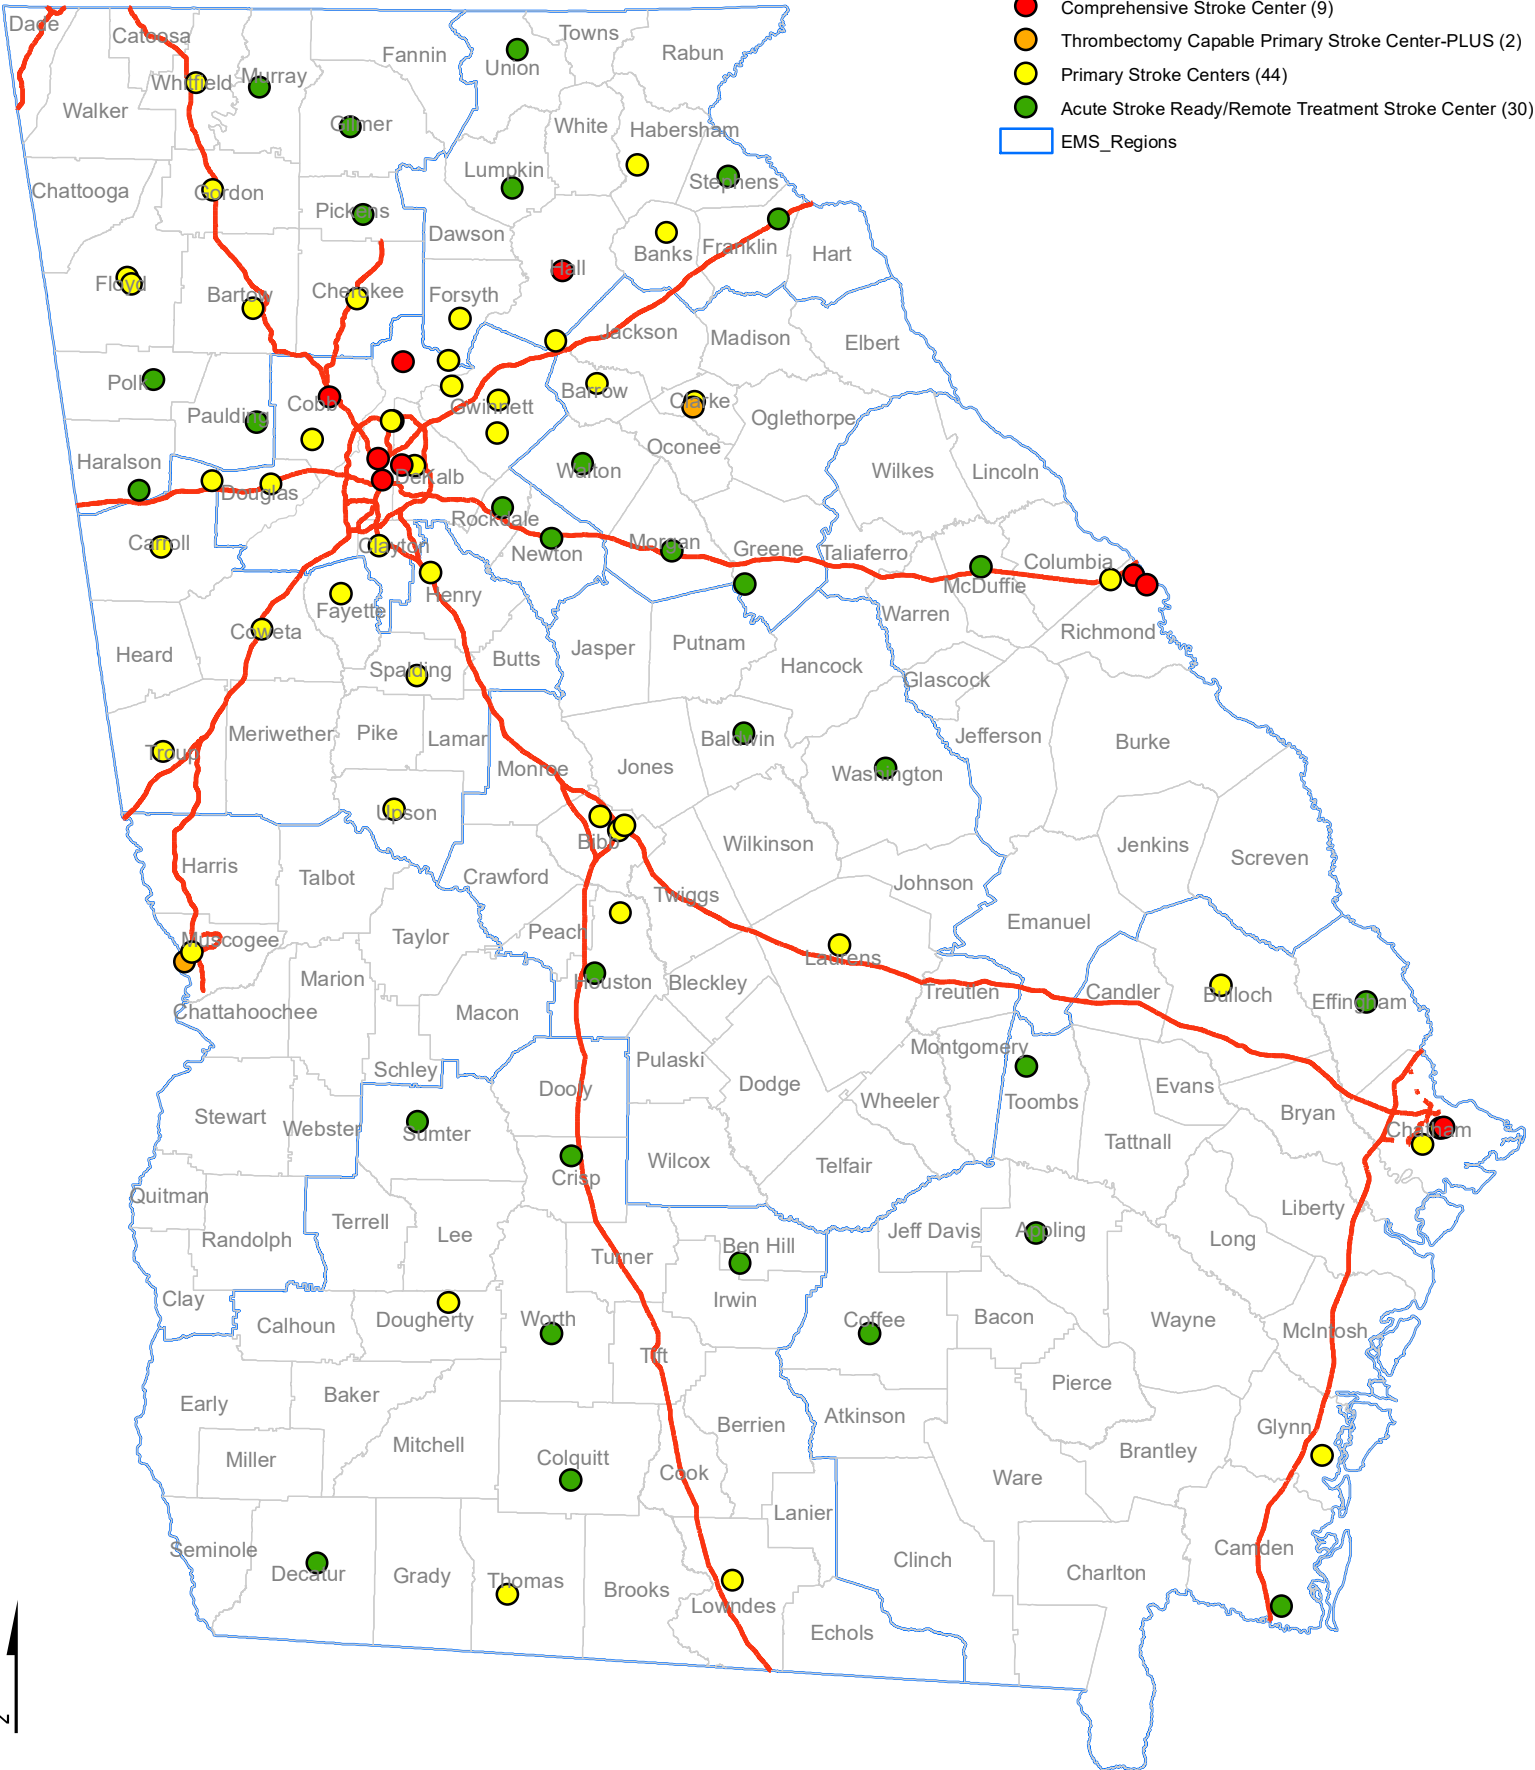 Comprehensive Stroke Center (9)
Thrombectomy Capable Primary Stroke Center-PLUS (2)
Primary Stroke Centers (44)
Acute Stroke Ready/Remote Treatment Stroke Center (30)
EMS_Regions
Dade
Catoosa
Fannin
Towns
Rabun
Union
Whitfield
Murray
Walker
Gilmer
White
Habersham
Chattooga
Gordon
Lumpkin
Stephens
Pickens
Dawson
Banks
Franklin
Hart
Floyd
Bartow
Cherokee
Forsyth
Hall
Jackson
Madison
Elbert
Polk
Paulding
Cobb
Gwinnett
Barrow
Clarke
Oglethorpe
Oconee
Haralson
Douglas
DeKalb
Walton
Wilkes
Lincoln
Rockdale
Carroll
Clayton
Newton
Morgan
Greene
Taliaferro
Columbia
McDuffie
Fayette
Henry
Warren
Richmond
Coweta
Heard
Spalding
Butts
Jasper
Putnam
Hancock
Glascock
Troup
Meriwether
Pike
Lamar
Monroe
Jones
Baldwin
Washington
Jefferson
Burke
Upson
Bibb
Wilkinson
Jenkins
Screven
Harris
Talbot
Crawford
Twiggs
Johnson
Emanuel
Muscogee
Taylor
Peach
Laurens
Marion
Houston
Bleckley
Treutlen
Candler
Bulloch
Effingham
Chattahoochee
Macon
Schley
Pulaski
Montgomery
Dooly
Dodge
Wheeler
Toombs
Evans
Bryan
Stewart
Webster
Sumter
Chatham
Tattnall
Crisp
Wilcox
Telfair
Quitman
Randolph
Terrell
Lee
Turner
Ben Hill
Jeff Davis
Appling
Long
Liberty
Clay
Calhoun
Dougherty
Worth
Irwin
Coffee
Bacon
Wayne
McIntosh
Tift
Early
Baker
Pierce
Atkinson
Berrien
Glynn
Miller
Mitchell
Colquitt
Cook
Ware
Brantley
Lanier
Seminole
Decatur
Grady
Thomas
Brooks
Lowndes
Clinch
Charlton
Camden
Echols